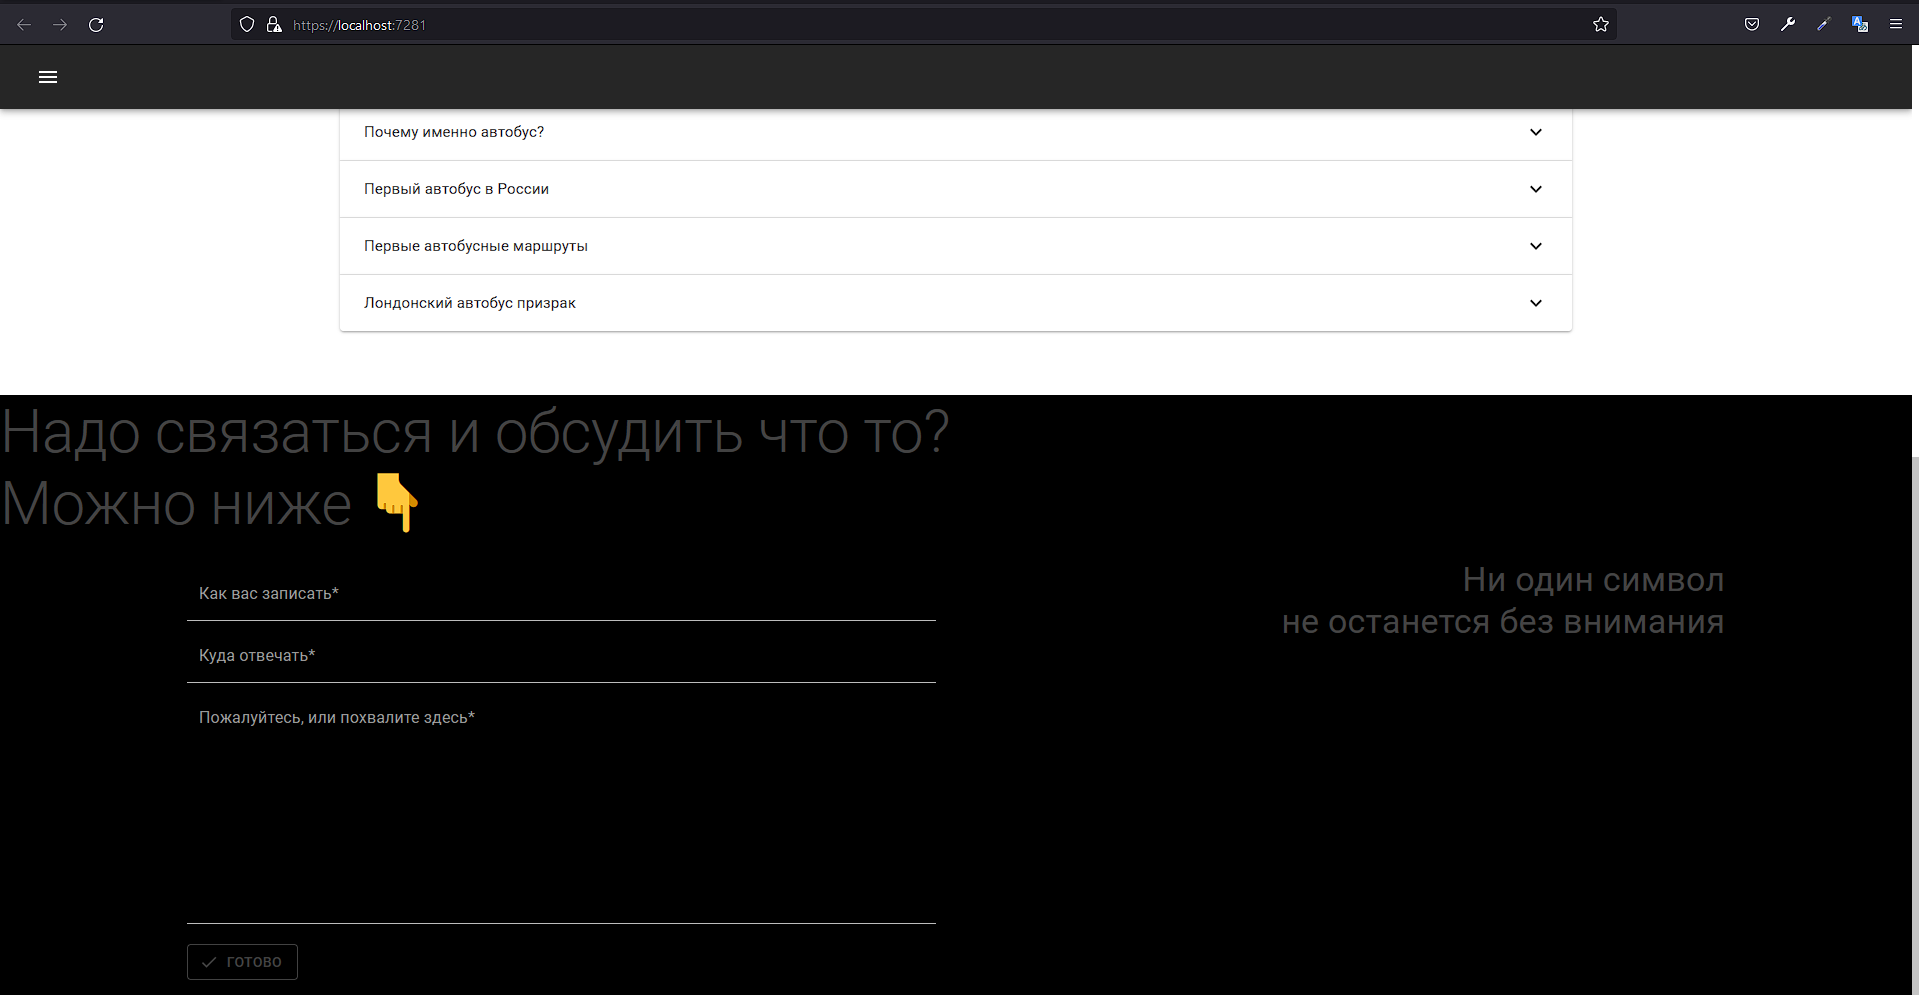 https://localhost:7281
Почему именно автобус?
Первый автобус в России
Первые автобусные маршруты
Лондонский автобус призрак
Надо связаться и обсудить что то?
Можно ниже 👇
Ни один символ
не останется без внимания
Как вас записать*
Куда отвечать*
Пожалуйтесь, или похвалите здесь*
ГОТОВО